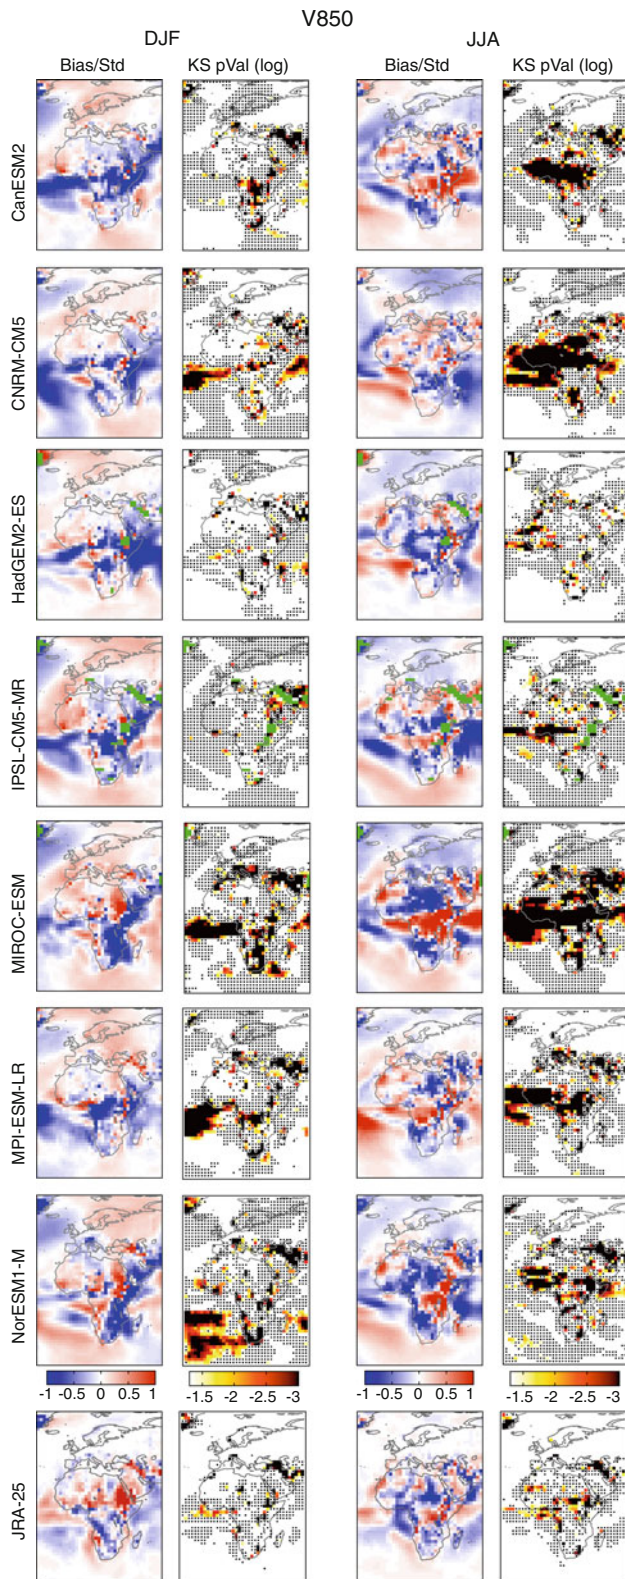 V850
DJF JJA
Bias/Std KS pVal (log) Bias/Std KS pVal (log)
CanESM2
CNRM-CM5
HadGEM2-ES
IPSL-CM5-MR
MIROC-ESM
MPI-ESM-LR
NorESM1-M
-1 -0.5 0 0.5 1 -1.5 -2 -2.5 -3 -1 -0.5 0 0.5 1 -1.5 -2 -2.5 -3
JRA-25